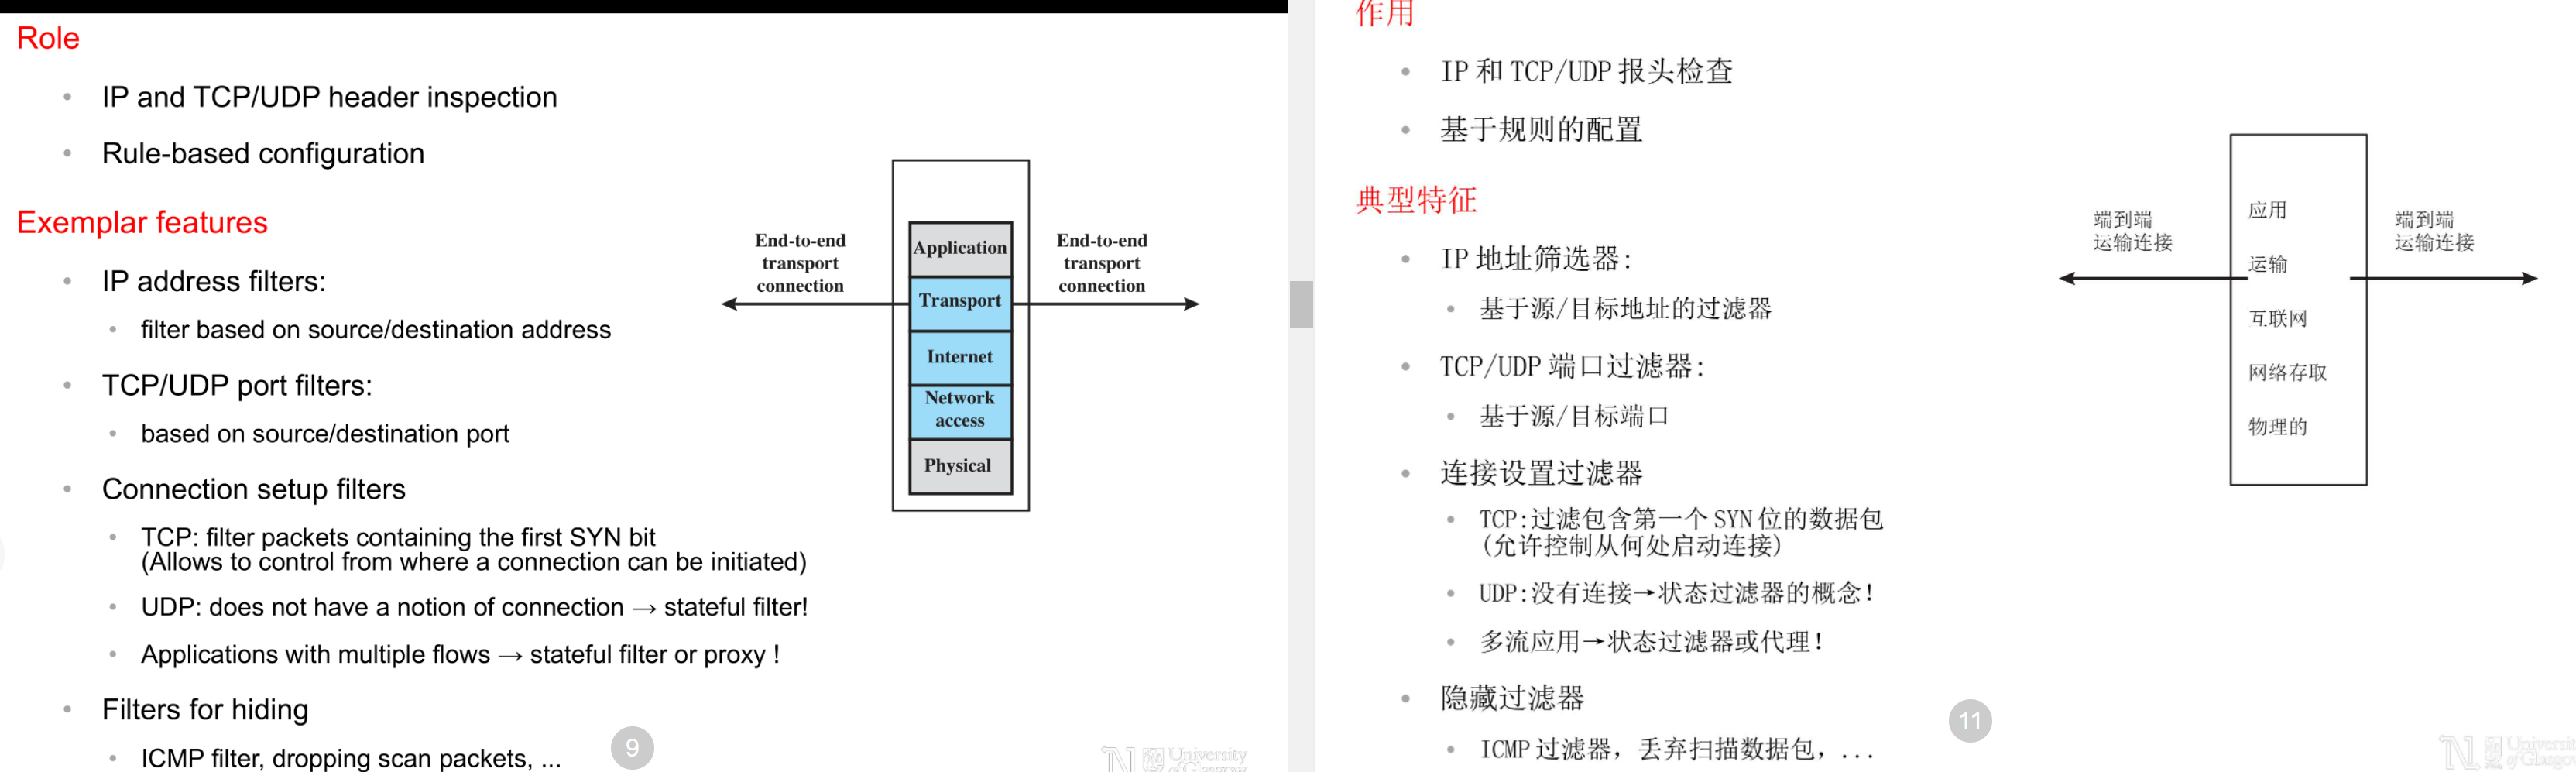 Role
• IP and TCP/UDP header inspection
• Rule-based configuration
Exemplar features
• IP address filters:
• filter based on source/destination address
• TCP/UDP port filters:
• based on source/destination port
• Connection setup filters
• TCP: filter packets containing the first SYN bit
(Allows to control from where a connection can be initiated)
• UDP: does not have a notion of connection → stateful filter!
• Applications with multiple flows → stateful filter or proxy !
• Filters for hiding
• ICMP filter, dropping scan packets, ...
End-to-end
transport
connection
Application
Transport
Internet
Network
access
Physical
End-to-end
transport
connection
9
University
of Glasgow
作用
• IP 和 TCP/UDP 报头检查
• 基于规则的配置
典型特征
• IP 地址筛选器:
• 基于源/目标地址的过滤器
• TCP/UDP 端口过滤器:
• 基于源/目标端口
• 连接设置过滤器
• TCP:过滤包含第一个 SYN 位的数据包
(允许控制从何处启动连接)
• UDP:没有连接→状态过滤器的概念!
• 多流应用→状态过滤器或代理!
• 隐藏过滤器
• ICMP 过滤器, 丢弃扫描数据包, ...
端到端
运输连接
应用
运输
互联网
网络存取
物理的
端到端
运输连接
11